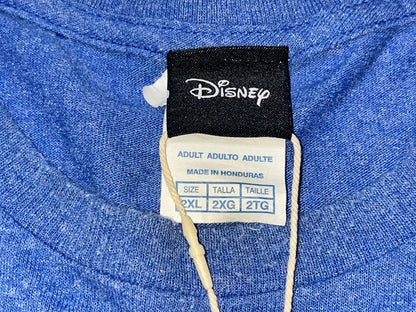 Disney
ADULT ADULTO ADULTE
MADE IN HONDURAS
SIZE TALLA TAILLE
2XL 2XG 2TG